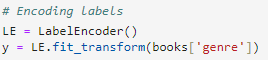 # Encoding labels
LE = LabelEncoder()
y = LE.fit_transform(books['genre'])